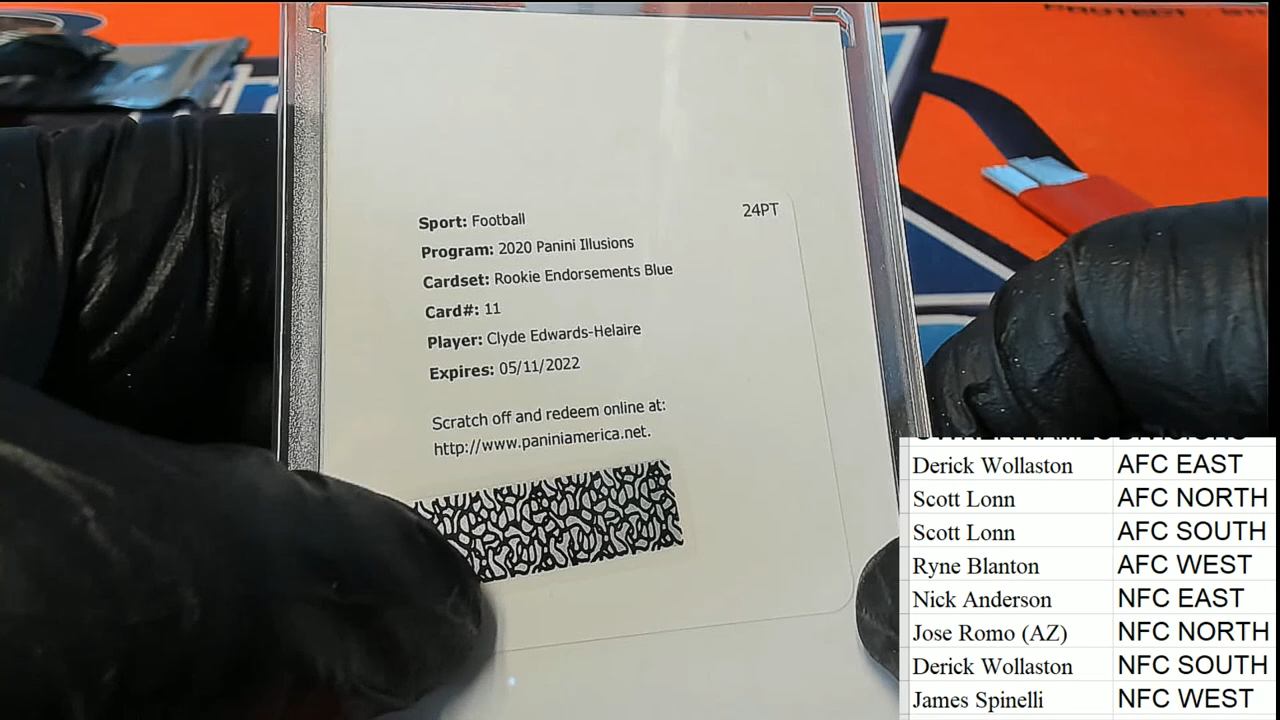 Sport: Football
24PT
Program: 2020 Panini Illusions
Cardset: Rookie Endorsements Blue
Card#: 11
Player: Clyde Edwards-Helaire
Expires: 05/11/2022
Scratch off and redeem online at:
http://www.paniniamerica.net.
OWNER NAMES DIVISIONS
Derick Wollaston AFC EAST
Scott Lonn AFC NORTH
Scott Lonn AFC SOUTH
Ryne Blanton AFC WEST
Nick Anderson NFC EAST
Jose Romo (AZ) NFC NORTH
Derick Wollaston NFC SOUTH
James Spinelli NFC WEST